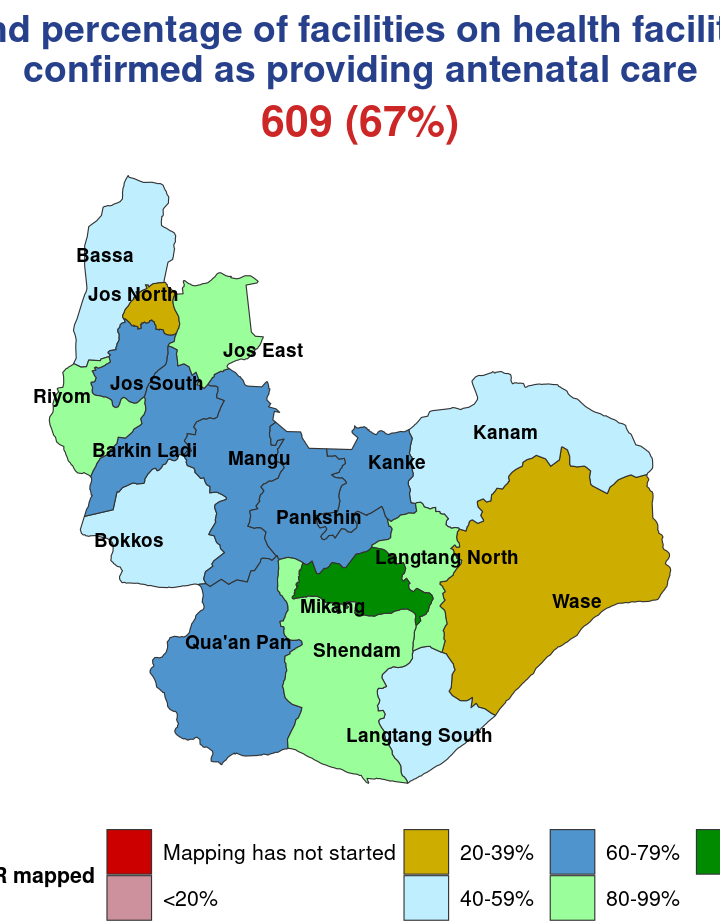 nd percentage of facilities on health facilit
confirmed as providing antenatal care
609 (67%)
Bassa
Jos North
Jos East
Jos South
Riyom
Kanam
Barkin Ladi
Mangu
Kanke
Pankshin
Bokkos
Langtang North
Wase
Mikang
Qua'an Pan
Shendam
Langtang South
R mapped
Mapping has not started
20-39%
60-79%
<20%
40-59%
80-99%